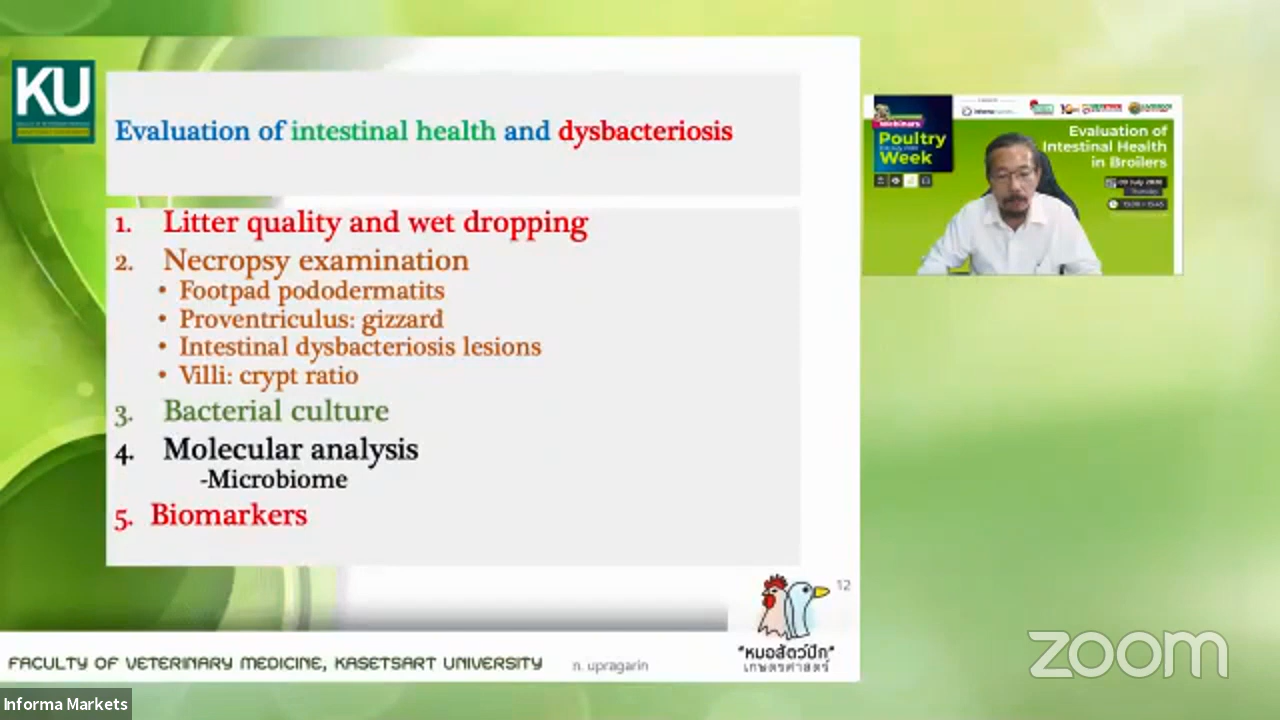 KU
Evaluation of intestinal health and dysbacteriosis
1. Litter quality and wet dropping
2. Necropsy examination
• Footpad pododermatits
• Proventriculus: gizzard
• Intestinal dysbacteriosis lesions
• Villi: crypt ratio
3. Bacterial culture
4. Molecular analysis
-Microbiome
5. Biomarkers
12
"หมอสัตว์ปีก"
เกษตรศาสตร์
FACULTY OF VETERINARY MEDICINE, KASETSART UNIVERSITY
n. upragarin
Webinars
Poultry
Week
Evaluation of
Intestinal Health
in Broilers
Thursday
zoom
Informa Markets